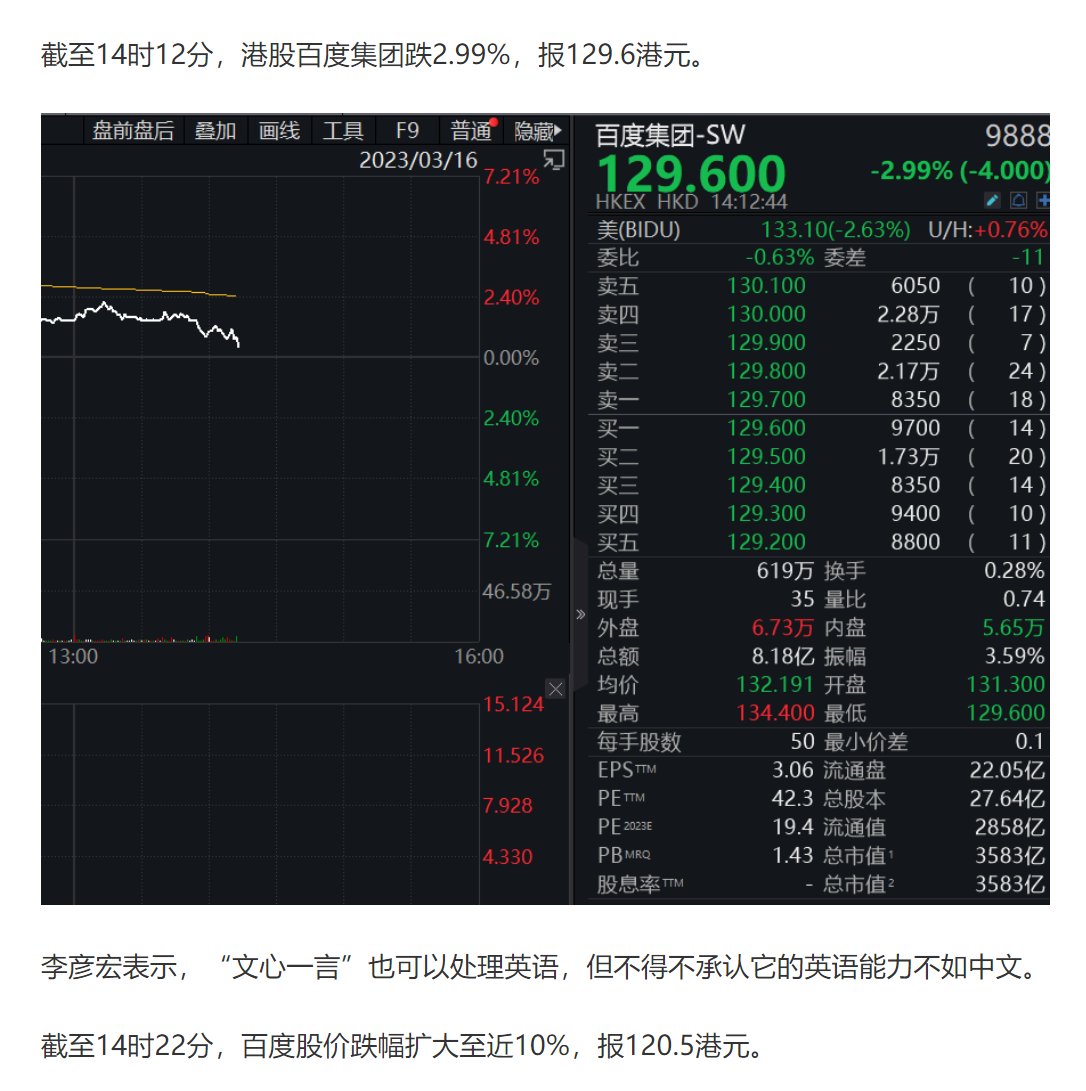 截至14时12分，港股百度集团跌2.99%，报129.6港元。
盘前盘后 叠加 画线 工具 F9 普通 隐藏
2023/03/16
7.21%
4.81%
2.40%
0.00%
2.40%
4.81%
7.21%
46.58万
13:00 16:00
15.124
11.526
7.928
4.330
百度集团-SW 9888
129.600 -2.99% (-4.000)
HKEX HKD 14:12:44
美(BIDU) 133.10(-2.63%) U/H:+0.76%
委比 -0.63% 委差 -11
卖五 130.100 6050 ( 10 )
卖四 130.000 2.28万 ( 17 )
卖三 129.900 2250 ( 7 )
卖二 129.800 2.17万 ( 24 )
卖一 129.700 8350 ( 18 )
买一 129.600 9700 ( 14 )
买二 129.500 1.73万 ( 20 )
买三 129.400 8350 ( 14 )
买四 129.300 9400 ( 10 )
买五 129.200 8800 ( 11 )
总量 619万 换手 0.28%
现手 35 量比 0.74
外盘 6.73万 内盘 5.65万
总额 8.18亿 振幅 3.59%
均价 132.191 开盘 131.300
最高 134.400 最低 129.600
每手股数 50 最小价差 0.1
EPS TTM 3.06 流通盘 22.05亿
PE TTM 42.3 总股本 27.64亿
PE 2023E 19.4 流通值 2858亿
PB MRQ 1.43 总市值1 3583亿
股息率 TTM - 总市值2 3583亿
李彦宏表示，“文心一言”也可以处理英语，但不得不承认它的英语能力不如中文。
截至14时22分，百度股价跌幅扩大至近10%，报120.5港元。